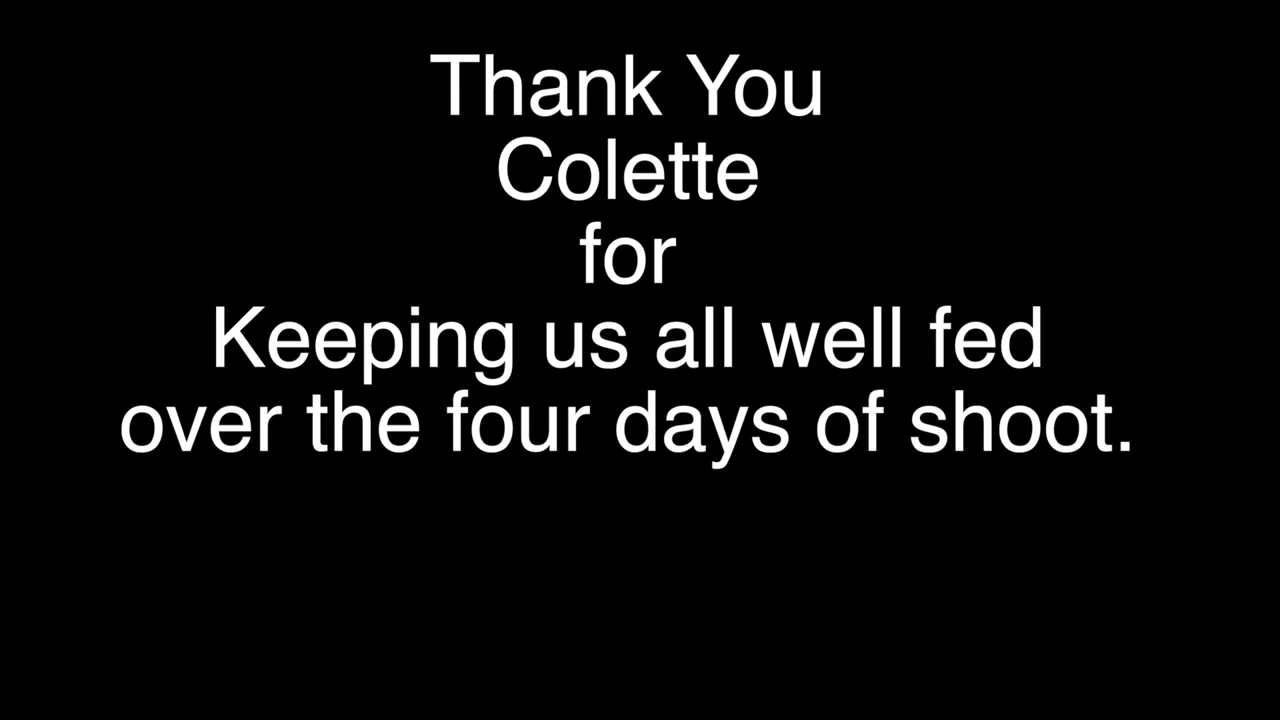 Thank You
Colette
for
Keeping us all well fed
over the four days of shoot.